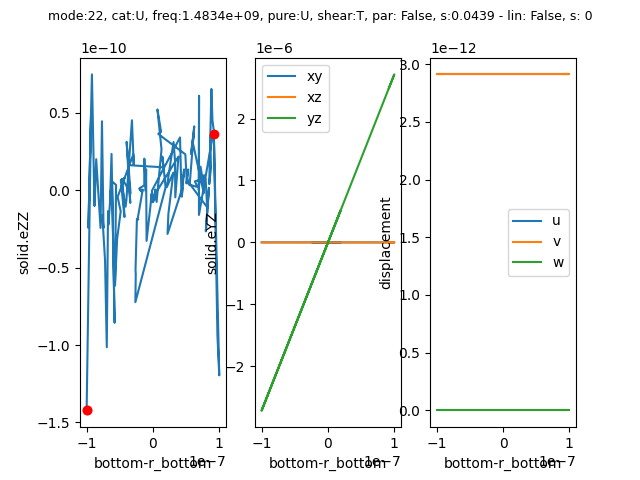 mode:22, cat:U, freq:1.4834e+09, pure:U, shear:T, par: False, s:0.0439 - lin: False, s: 0
1e−10
solid.eZZ
0.5
0.0
−0.5
−1.0
−1.5
−1
0
1
1e−7
bottom-r_bottom
1e−6
solid.eYZ
2
1
0
−1
−2
xy
xz
yz
−1
0
1
1e−7
bottom-r_bottom
1e−12
displacement
3.0
2.5
2.0
1.5
1.0
0.5
0.0
u
v
w
−1
0
1
1e−7
bottom-r_bottom